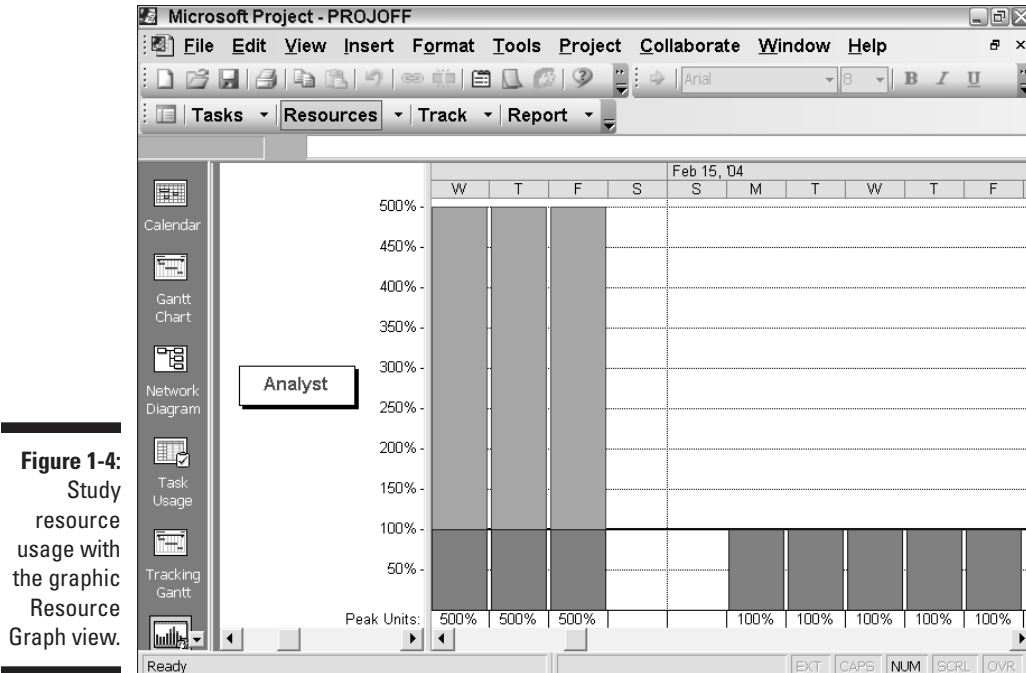 Microsoft Project - PROJOFF
File Edit View Insert Format Tools Project Collaborate Window Help
Arial 8 B I U
Tasks Resources Track Report
Feb 15, '04
W T F S S M T W T F
Calendar
Gantt
Chart
Network
Diagram
Task
Usage
Tracking
Gantt
Analyst
500%
450%
400%
350%
300%
250%
200%
150%
100%
50%
Peak Units: 500% 500% 500% 100% 100% 100% 100% 100%
Ready EXT CAPS NUM SCRL OVR
Figure 1-4:
Study
resource
usage with
the graphic
Resource
Graph view.